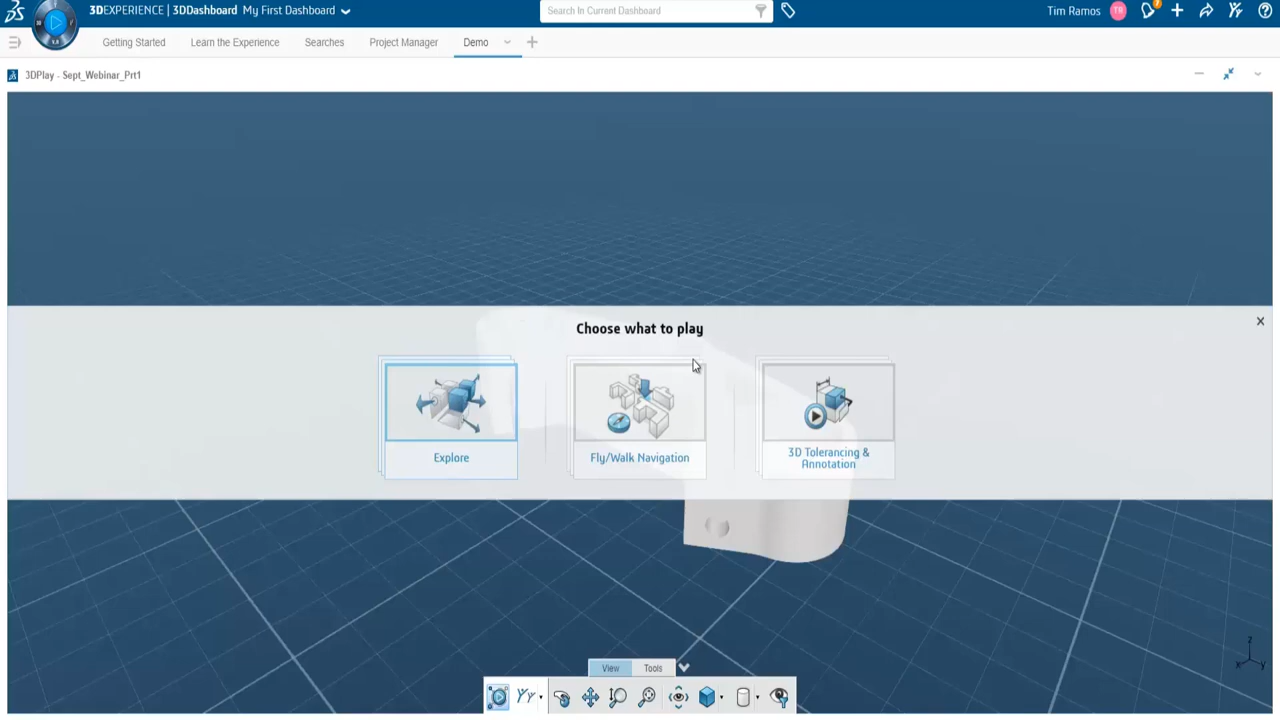 3DEXPERIENCE | 3DDashboard My First Dashboard
Search In Current Dashboard
Tim Ramos TR
Getting Started Learn the Experience Searches Project Manager Demo
3DPlay - Sept_Webinar_Prt1
Choose what to play
Explore
Fly/Walk Navigation
3D Tolerancing &
Annotation
View Tools
z
x y